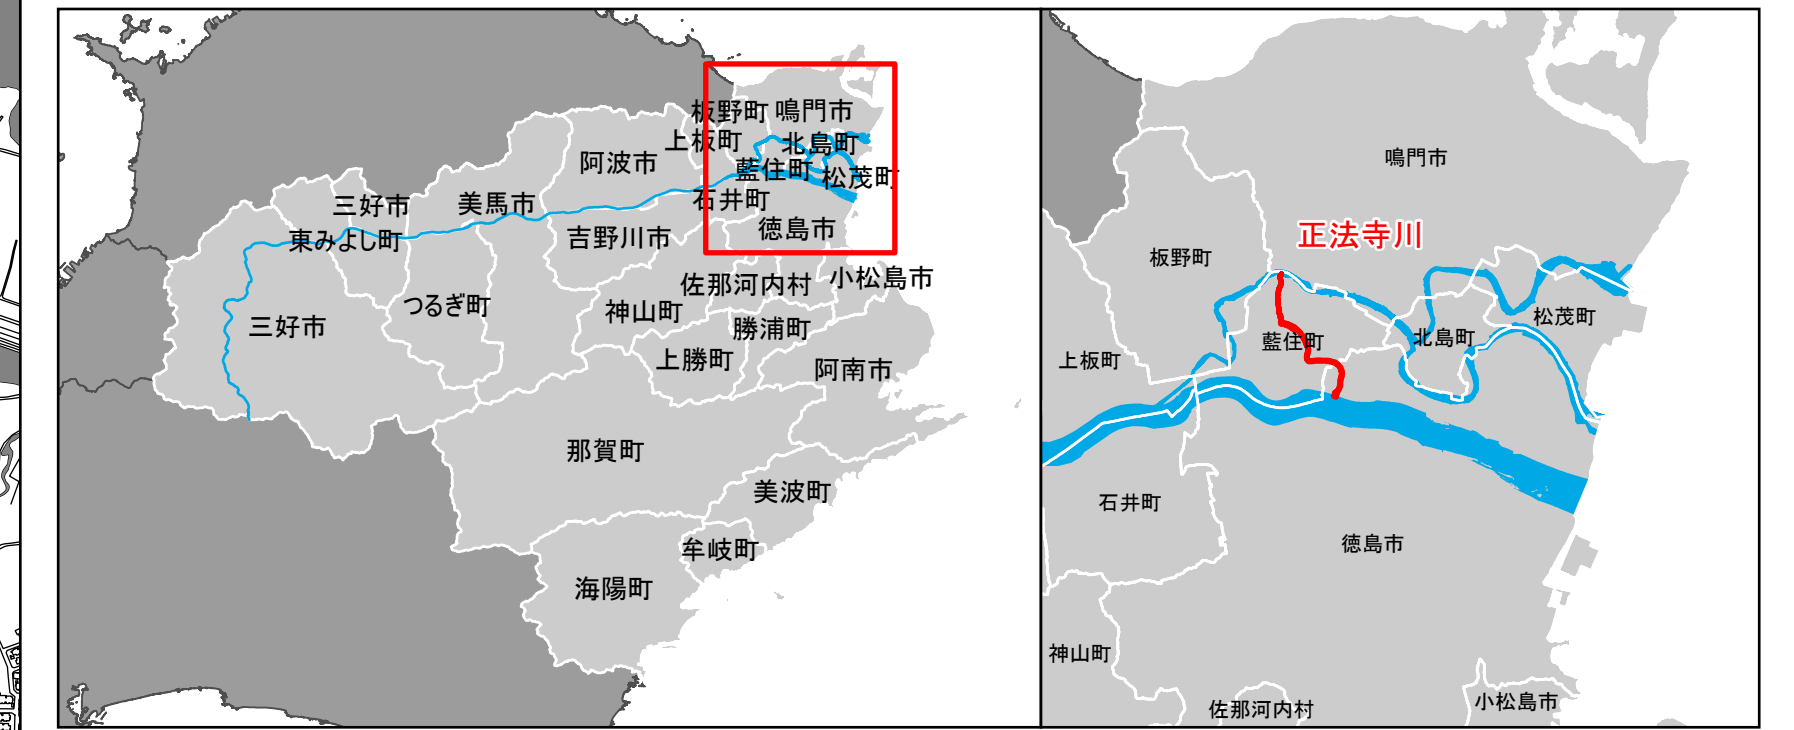 板野町
鳴門市
上板町
北島町
阿波市
藍住町
松茂町
三好市
美馬市
石井町
東みよし町
吉野川市
徳島市
佐那河内村
小松島市
つるぎ町
神山町
三好市
勝浦町
上勝町
阿南市
那賀町
美波町
牟岐町
海陽町
鳴門市
正法寺川
板野町
松茂町
藍住町
北島町
上板町
石井町
徳島市
神山町
佐那河内村
小松島市